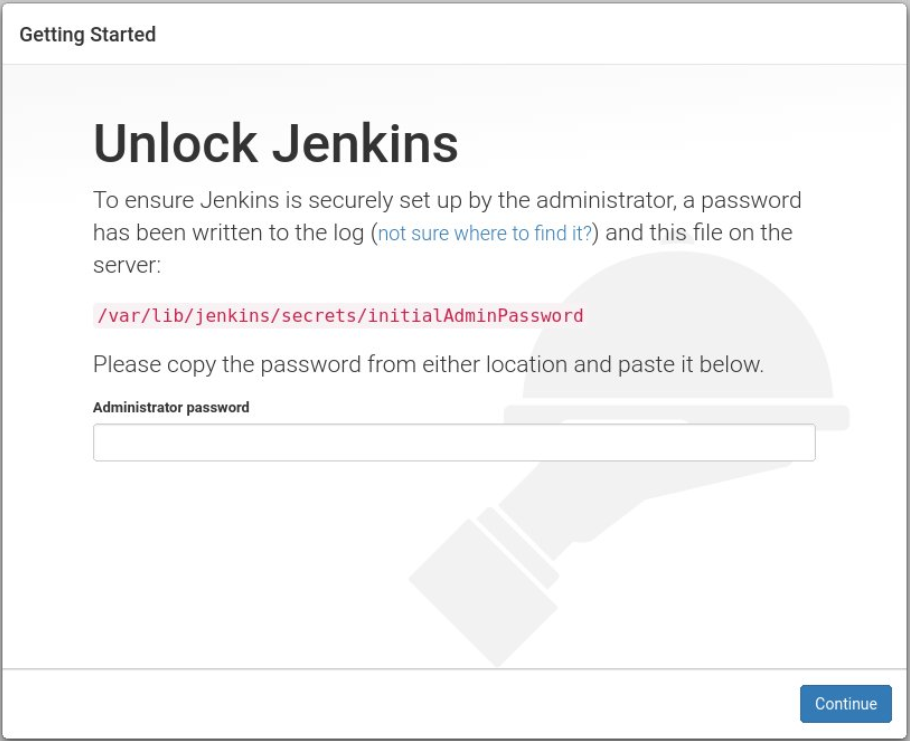 Getting Started
Unlock Jenkins
To ensure Jenkins is securely set up by the administrator, a password
has been written to the log (not sure where to find it?) and this file on the
server:
/var/lib/jenkins/secrets/initialAdminPassword
Please copy the password from either location and paste it below.
Administrator password
Continue